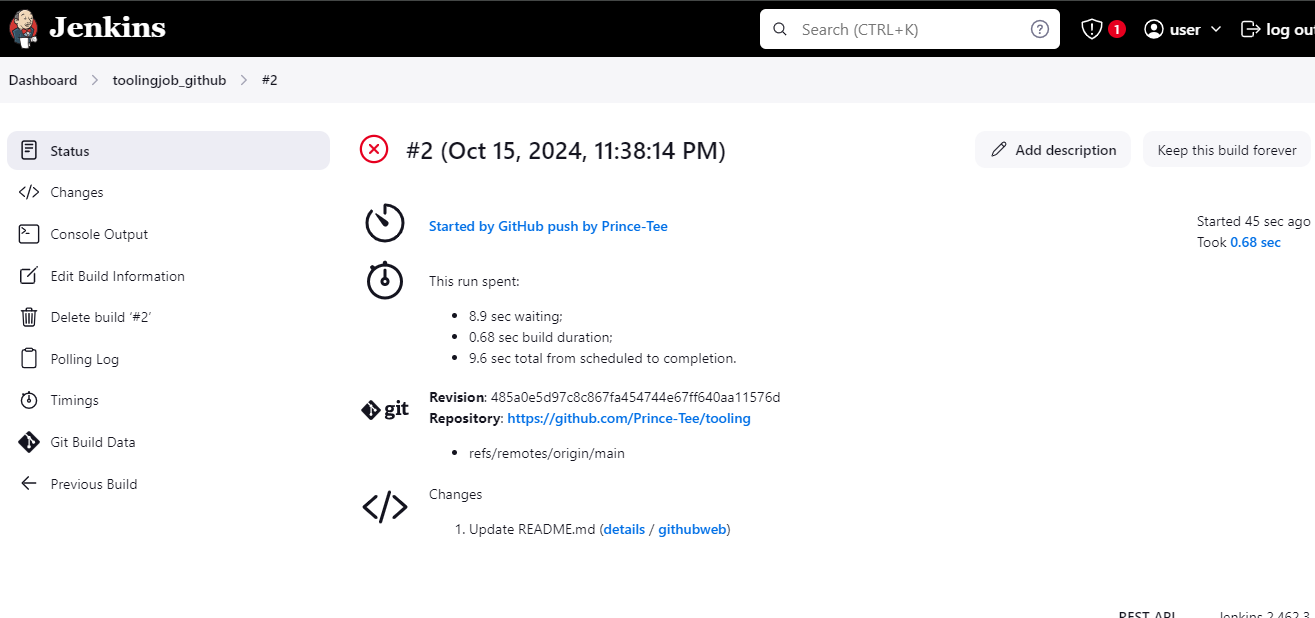 Jenkins
Search (CTRL+K)
1
user
log out
Dashboard
toolingjob_github
#2
Status
Changes
Console Output
Edit Build Information
Delete build ‘#2’
Polling Log
Timings
Git Build Data
Previous Build
#2 (Oct 15, 2024, 11:38:14 PM)
Add description
Keep this build forever
Started by GitHub push by Prince-Tee
Started 45 sec ago
Took 0.68 sec
This run spent:
8.9 sec waiting;
0.68 sec build duration;
9.6 sec total from scheduled to completion.
git
Revision: 485a0e5d97c8c867fa454744e67ff640aa11576d
Repository: https://github.com/Prince-Tee/tooling
refs/remotes/origin/main
Changes
1. Update README.md (details / githubweb)
REST API
Jenkins 2.462.3